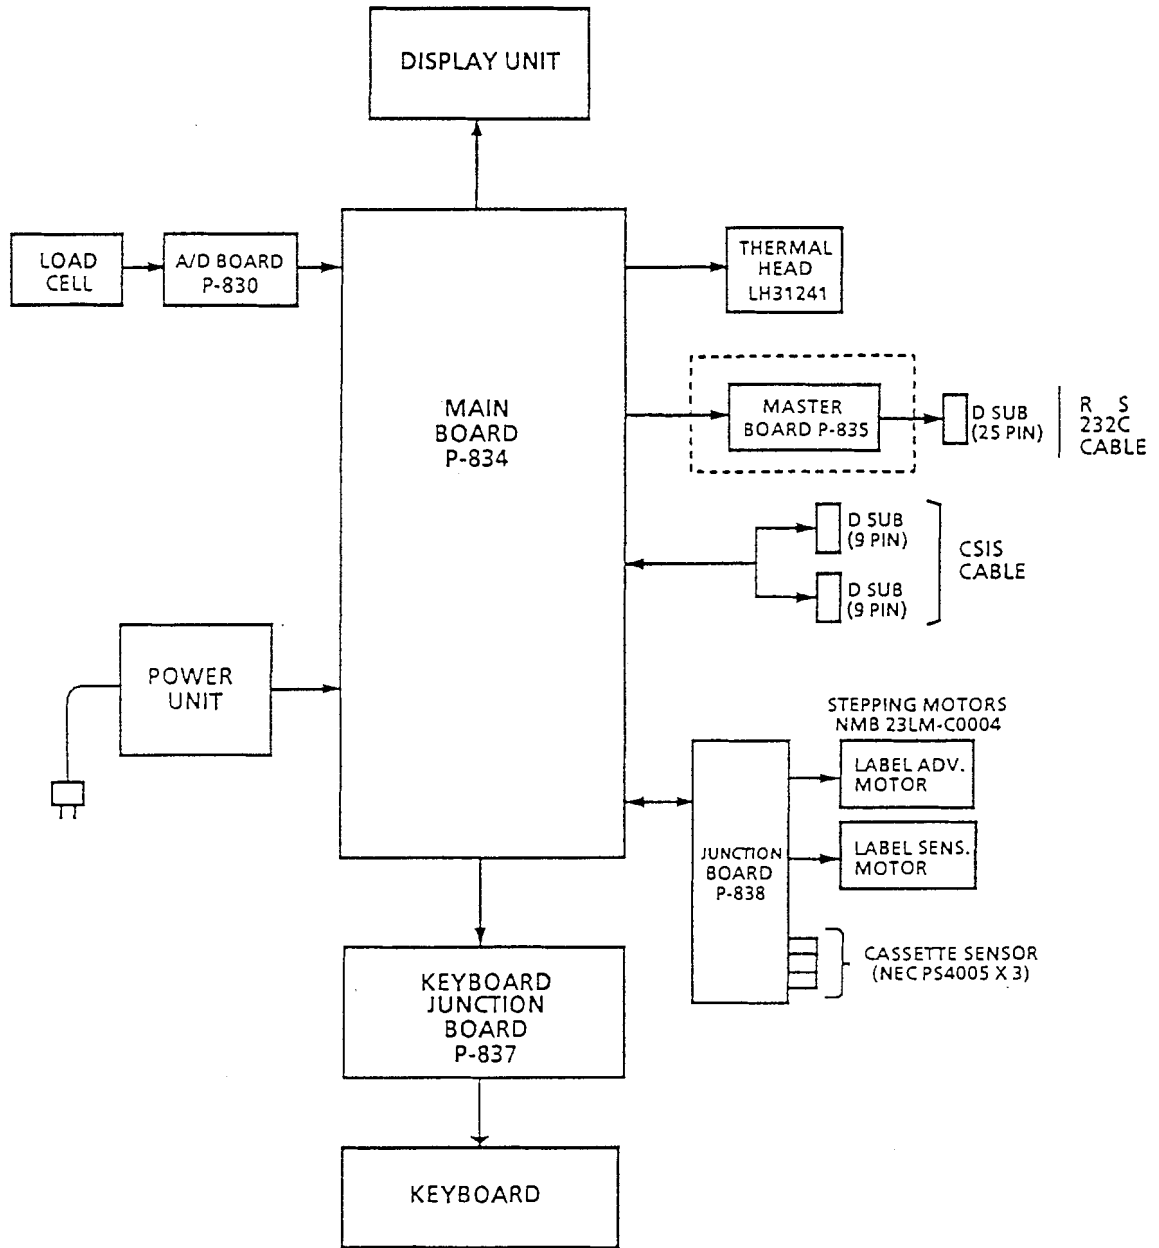 DISPLAY UNIT
LOAD
CELL
A/D BOARD
P-830
THERMAL
HEAD
LH31241
MAIN
BOARD
P-834
MASTER
BOARD P-835
D SUB
(25 PIN)
R S
232C
CABLE
D SUB
(9 PIN)
D SUB
(9 PIN)
CSIS
CABLE
POWER
UNIT
STEPPING MOTORS
NMB 23LM-C0004
LABEL ADV.
MOTOR
LABEL SENS.
MOTOR
JUNCTION
BOARD
P-838
CASSETTE SENSOR
(NEC PS4005 X 3)
KEYBOARD
JUNCTION
BOARD
P-837
KEYBOARD